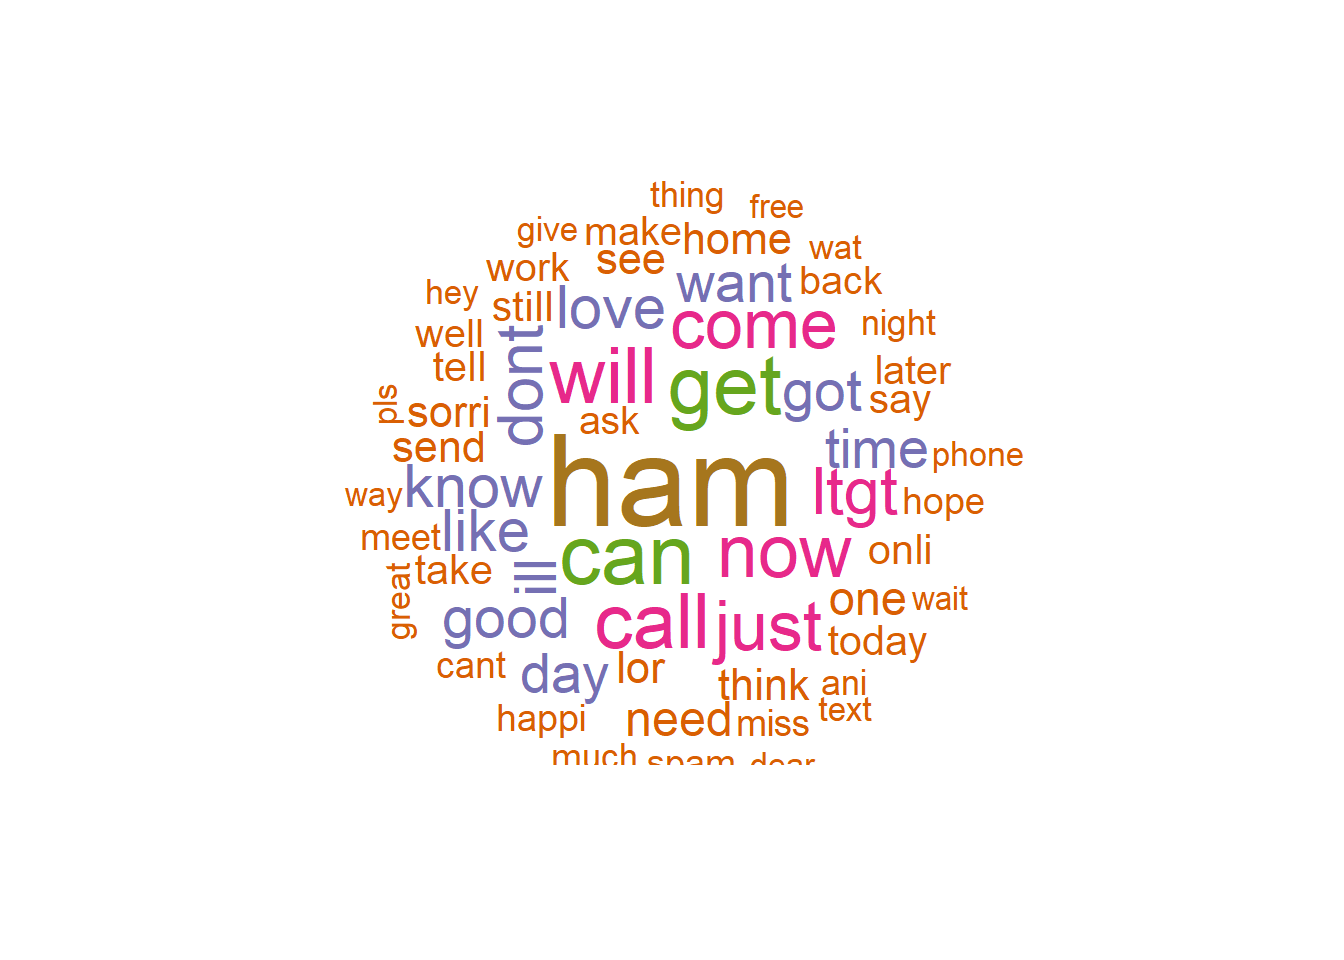 thing
free
give
make
home
wat
work
see
want
back
hey
still
love
come
night
well
dont
will
get
got
later
tell
say
pls
sorri
ask
send
ham
time
phone
way
know
ltgt
hope
meet
like
can
now
onli
great
take
ill
one
wait
good
call
just
today
cant
day
lor
think
ani
happi
need
miss
text
much
spam
dear